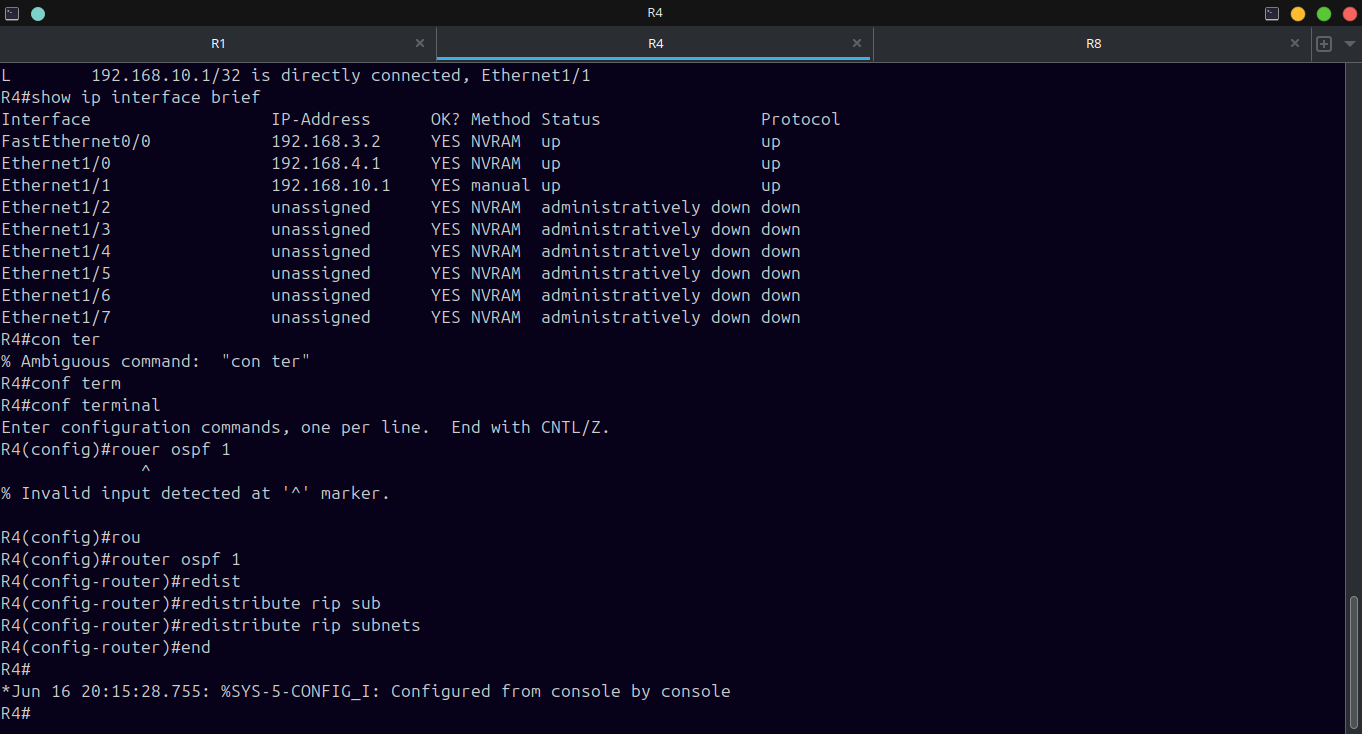 R4
R1
R4
R8
L        192.168.10.1/32 is directly connected, Ethernet1/1
R4#show ip interface brief
Interface                  IP-Address      OK? Method Status                Protocol
FastEthernet0/0            192.168.3.2     YES NVRAM  up                    up
Ethernet1/0                192.168.4.1     YES NVRAM  up                    up
Ethernet1/1                192.168.10.1    YES manual up                    up
Ethernet1/2                unassigned      YES NVRAM  administratively down down
Ethernet1/3                unassigned      YES NVRAM  administratively down down
Ethernet1/4                unassigned      YES NVRAM  administratively down down
Ethernet1/5                unassigned      YES NVRAM  administratively down down
Ethernet1/6                unassigned      YES NVRAM  administratively down down
Ethernet1/7                unassigned      YES NVRAM  administratively down down
R4#con ter
% Ambiguous command:  "con ter"
R4#conf term
R4#conf terminal
Enter configuration commands, one per line.  End with CNTL/Z.
R4(config)#rouer ospf 1
              ^
% Invalid input detected at '^' marker.

R4(config)#rou
R4(config)#router ospf 1
R4(config-router)#redist
R4(config-router)#redistribute rip sub
R4(config-router)#redistribute rip subnets
R4(config-router)#end
R4#
*Jun 16 20:15:28.755: %SYS-5-CONFIG_I: Configured from console by console
R4#